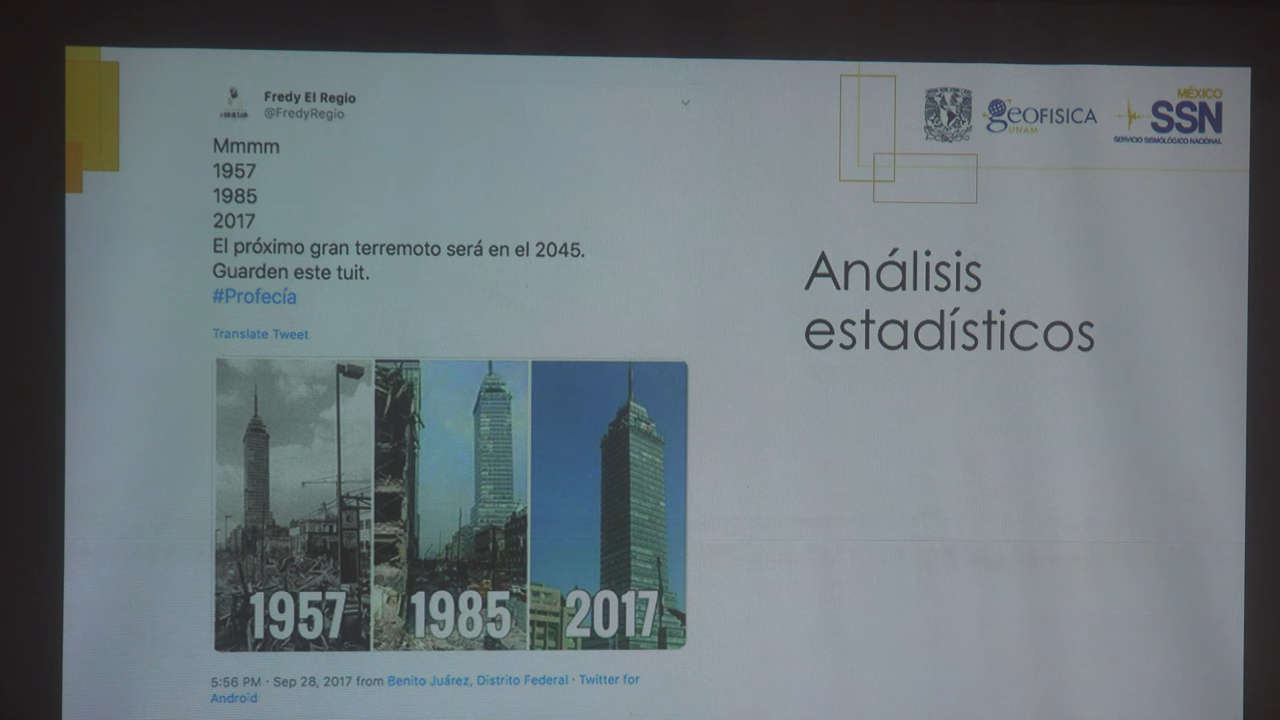 Fredy El Regio
@FredyRegio
Mmmm
1957
1985
2017
El próximo gran terremoto será en el 2045.
Guarden este tuit.
#Profecía
Translate Tweet
1957
1985
2017
5:56 PM · Sep 28, 2017 from Benito Juárez, Distrito Federal · Twitter for
Android
geOFISICA
UNAM
MÉXICO
SSN
SERVICIO SISMOLÓGICO NACIONAL
Análisis
estadísticos